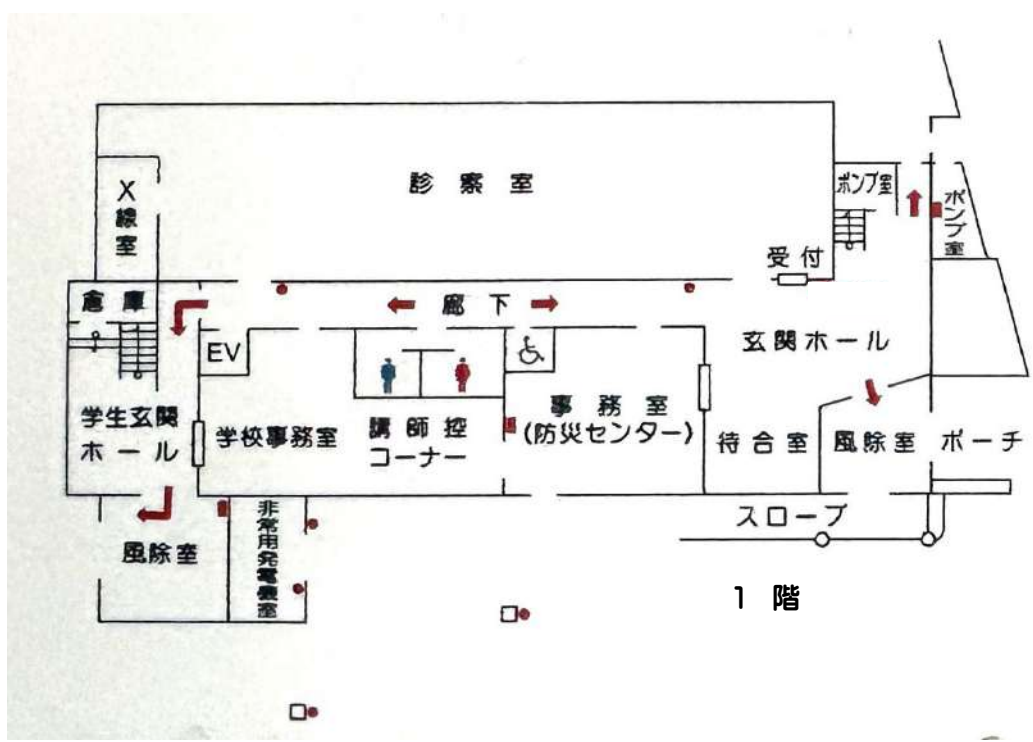 診察室
X
線
室
ポンプ室
ポンプ室
受付
倉庫
廊下
EV
玄関ホール
学生玄関
ホール
学校事務室
講師控
コーナー
事務室
(防災センター)
待合室
風除室
ポーチ
スロープ
風除室
非常用発電機室
1階